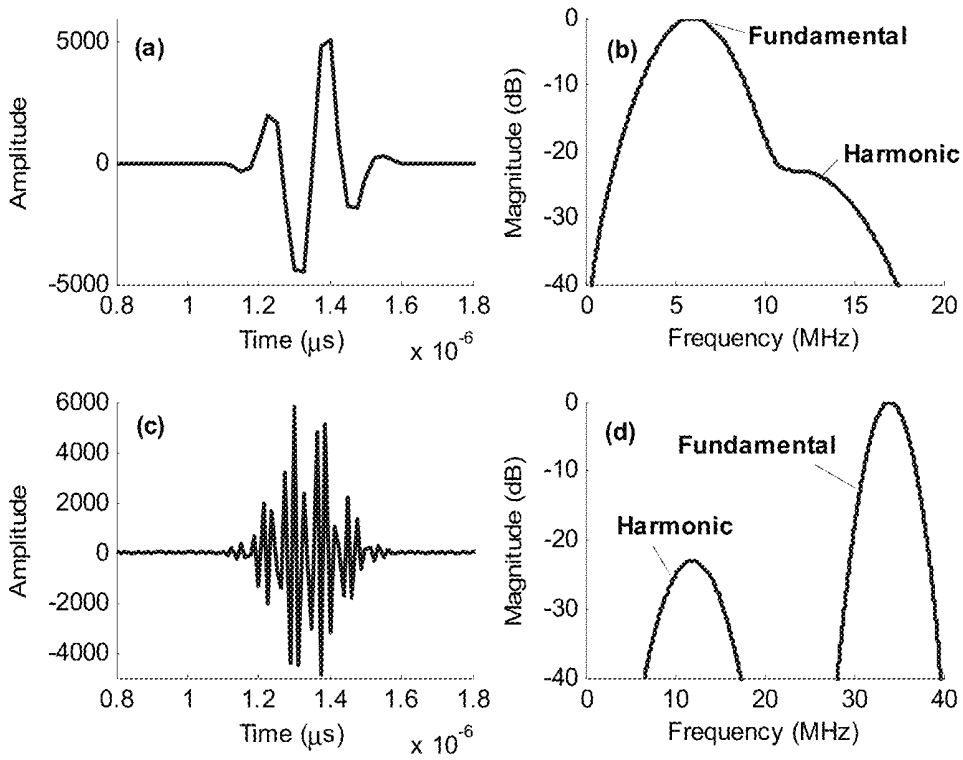 (a)
5000
0
-5000
Amplitude
0.8 1 1.2 1.4 1.6 1.8
Time (μs)
x 10-6
(b)
0
-10
-20
-30
-40
Magnitude (dB)
Fundamental
Harmonic
0 5 10 15 20
Frequency (MHz)
(c)
6000
4000
2000
0
-2000
-4000
Amplitude
0.8 1 1.2 1.4 1.6 1.8
Time (μs)
x 10-6
(d)
0
-10
-20
-30
-40
Magnitude (dB)
Fundamental
Harmonic
0 10 20 30 40
Frequency (MHz)